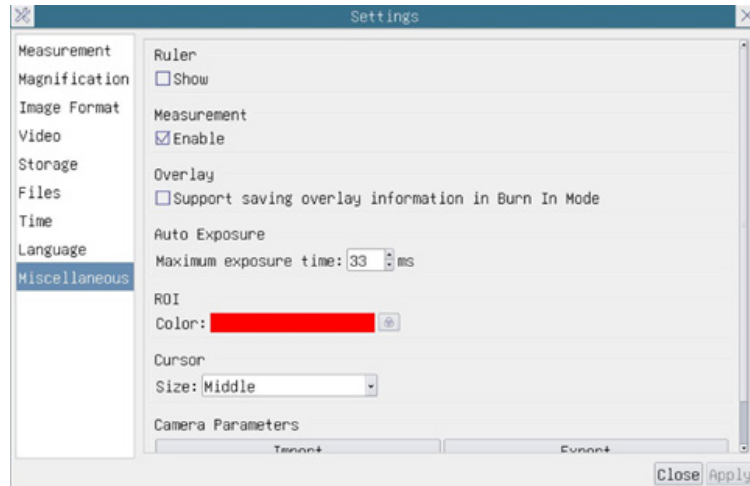 Settings
Measurement
Magnification
Image Format
Video
Storage
Files
Time
Language
Miscellaneous
Ruler
Show
Measurement
Enable
Overlay
Support saving overlay information in Burn In Mode
Auto Exposure
Maximum exposure time: 33 ms
ROI
Color:
Cursor
Size: Middle
Camera Parameters
Import Export
Close Apply